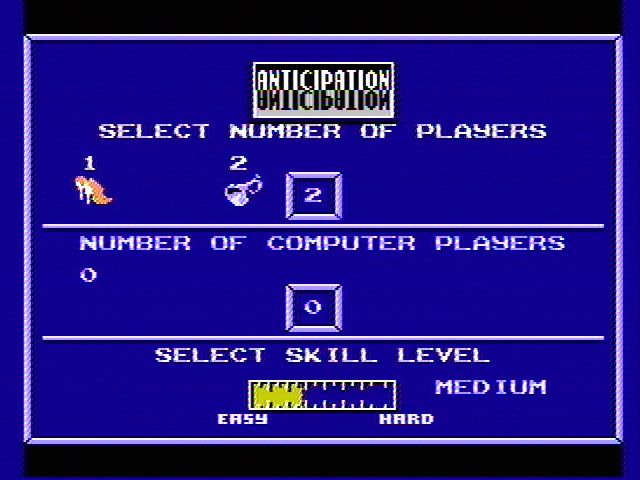 ANTICIPATION
SELECT NUMBER OF PLAYERS
1 2
2
NUMBER OF COMPUTER PLAYERS
0
0
SELECT SKILL LEVEL
MEDIUM
EASY HARD